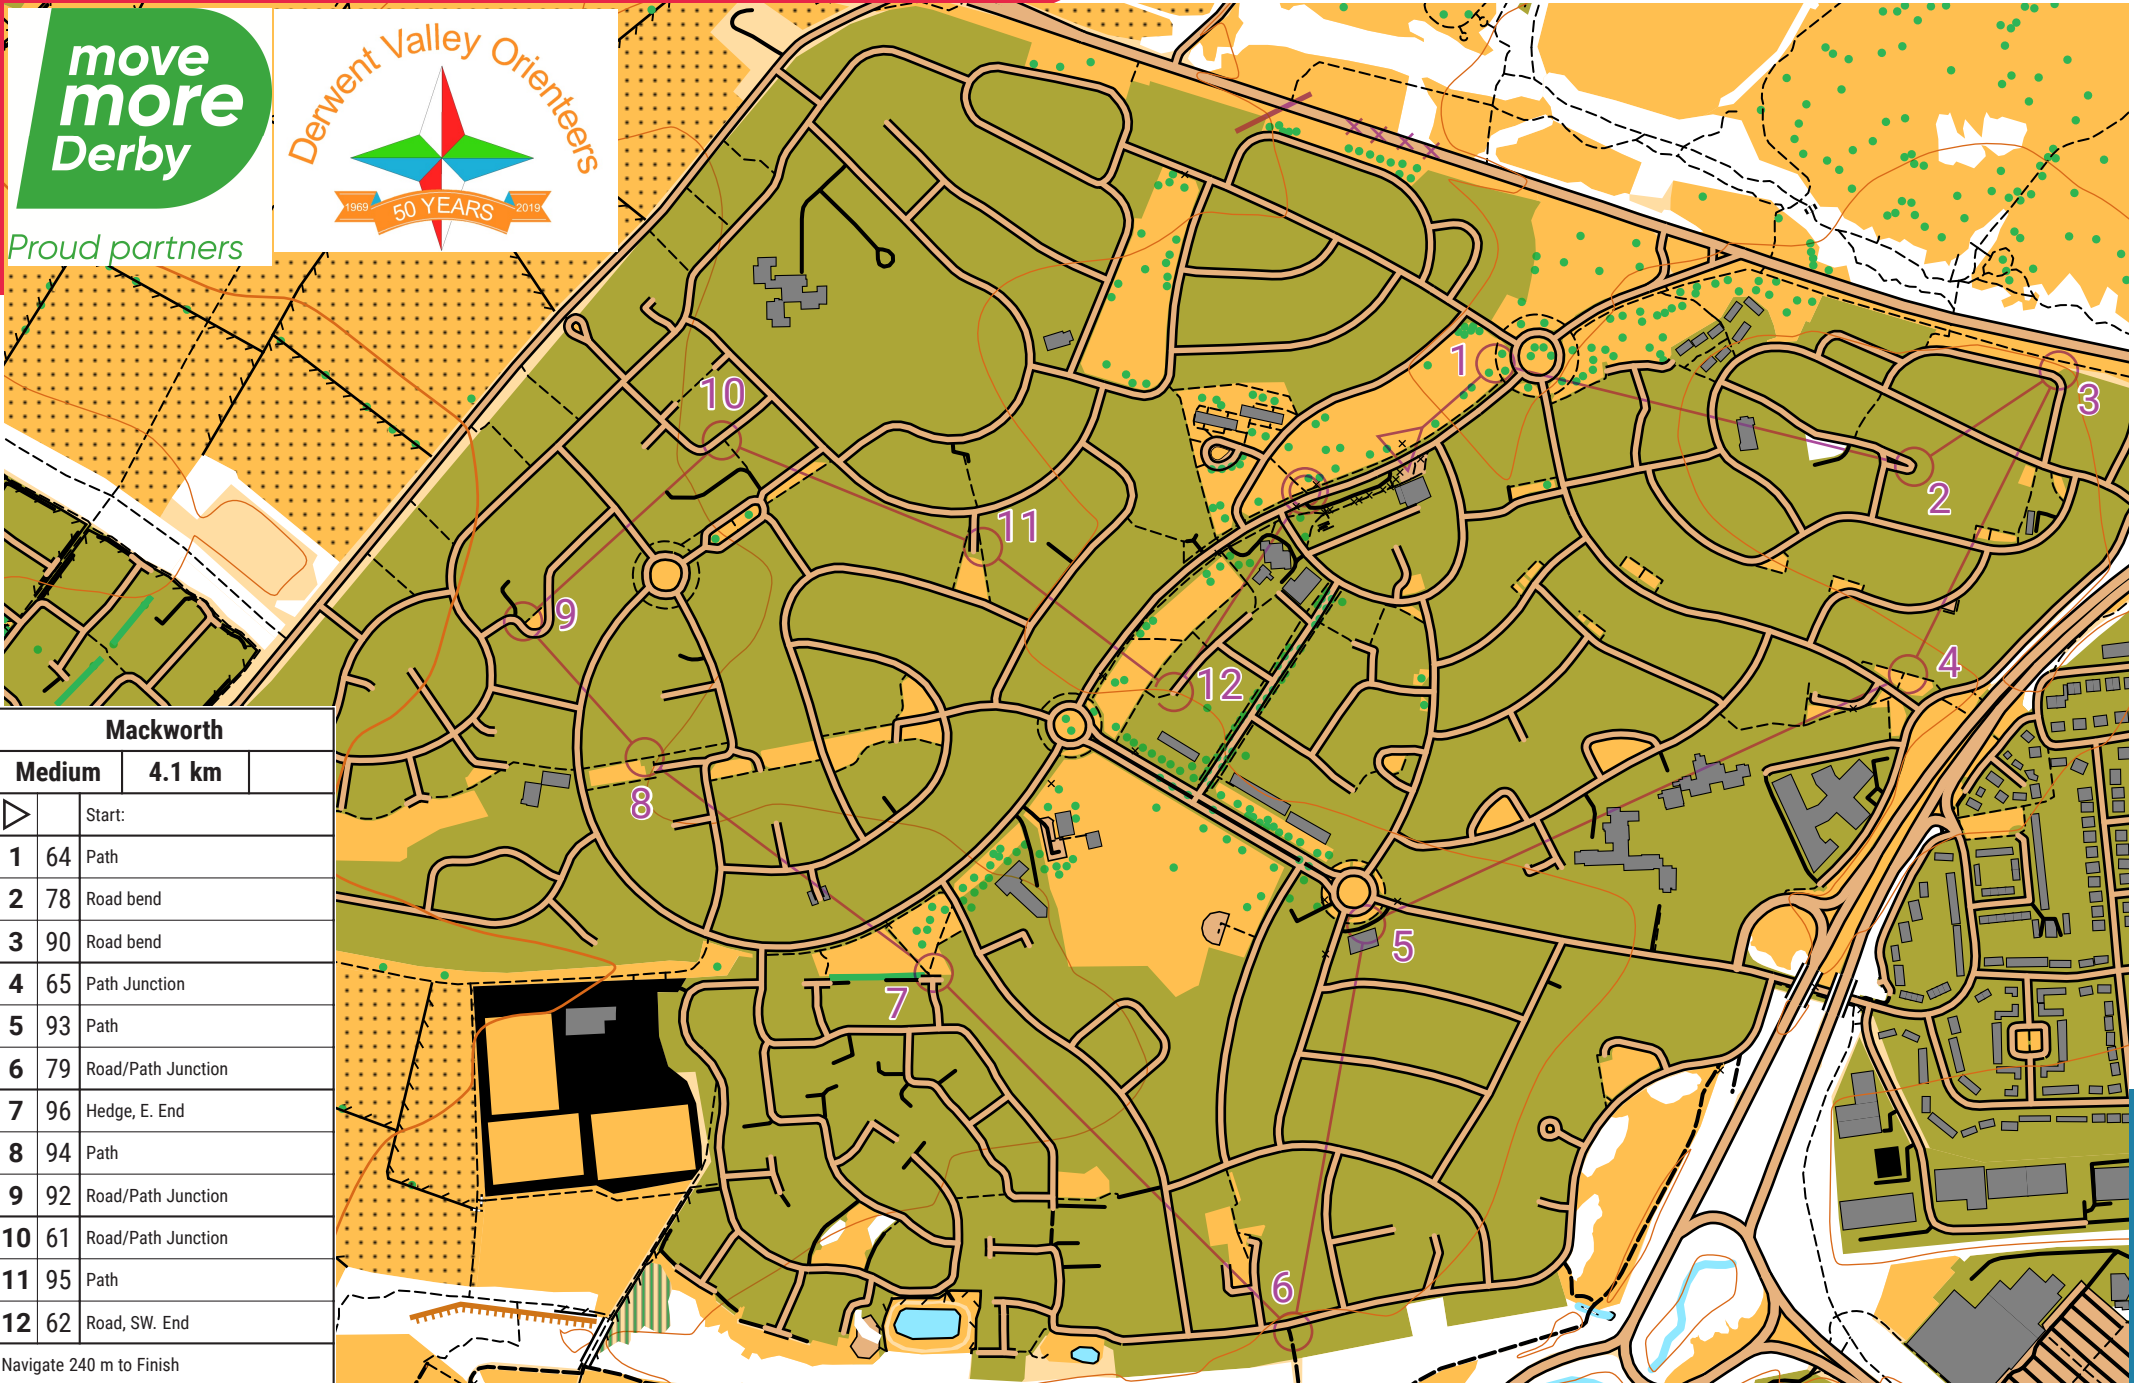 move
more
Derby
Proud partners
Derwent Valley Orienteers
1969
50 YEARS
2019
Mackworth
Medium 4.1 km
Start:
1 64 Path
2 78 Road bend
3 90 Road bend
4 65 Path Junction
5 93 Path
6 79 Road/Path Junction
7 96 Hedge, E. End
8 94 Path
9 92 Road/Path Junction
10 61 Road/Path Junction
11 95 Path
12 62 Road, SW. End
Navigate 240 m to Finish
1
2
3
4
5
6
7
8
9
10
11
12